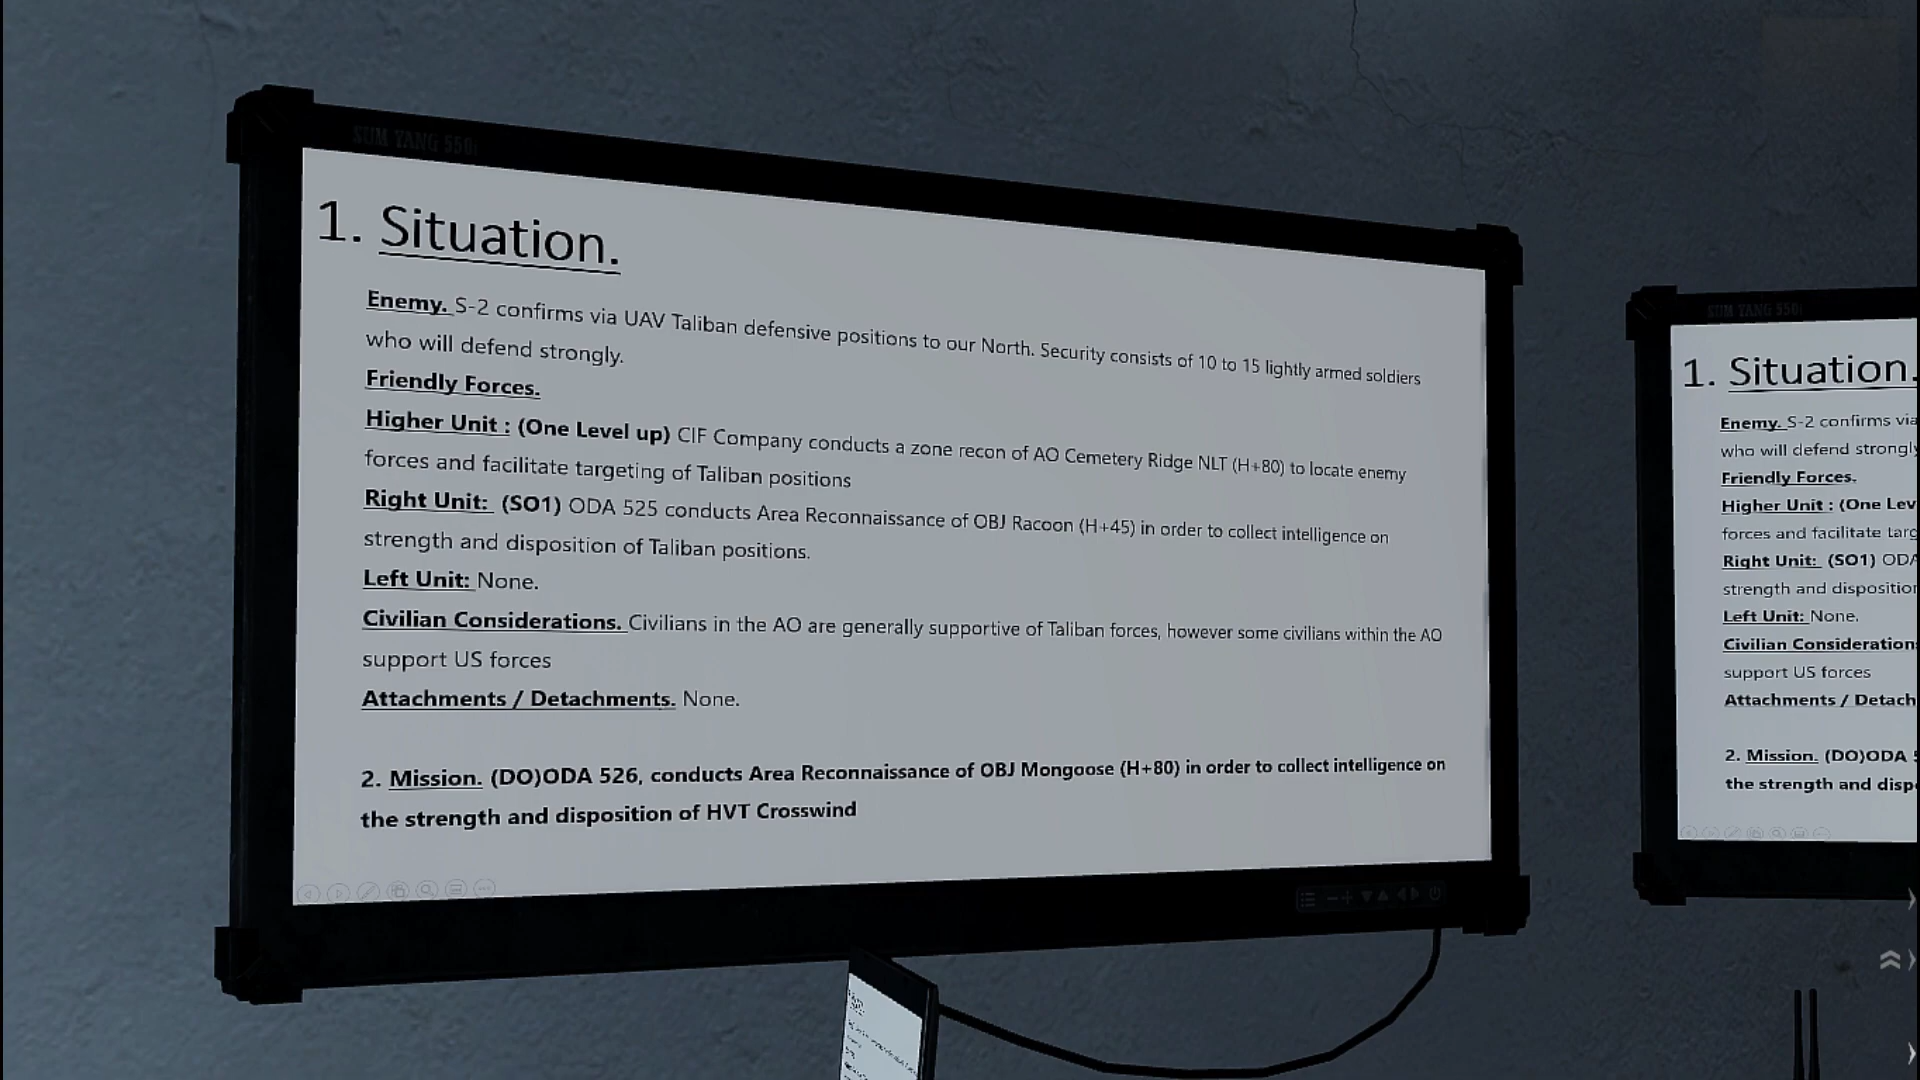 SUM YANG 550i
1. Situation.
Enemy. S-2 confirms via UAV Taliban defensive positions to our North. Security consists of 10 to 15 lightly armed soldiers
who will defend strongly.
Friendly Forces.
Higher Unit : (One Level up) CIF Company conducts a zone recon of AO Cemetery Ridge NLT (H+80) to locate enemy
forces and facilitate targeting of Taliban positions
Right Unit: (SO1) ODA 525 conducts Area Reconnaissance of OBJ Racoon (H+45) in order to collect intelligence on
strength and disposition of Taliban positions.
Left Unit: None.
Civilian Considerations. Civilians in the AO are generally supportive of Taliban forces, however some civilians within the AO
support US forces
Attachments / Detachments. None.
2. Mission. (DO)ODA 526, conducts Area Reconnaissance of OBJ Mongoose (H+80) in order to collect intelligence on
the strength and disposition of HVT Crosswind
SUM YANG 550i
1. Situation.
Enemy. S-2 confirms via
who will defend strongly
Friendly Forces.
Higher Unit : (One Lev
forces and facilitate targ
Right Unit: (SO1) ODA
strength and disposition
Left Unit: None.
Civilian Consideration
support US forces
Attachments / Detach
2. Mission. (DO)ODA 5
the strength and disp